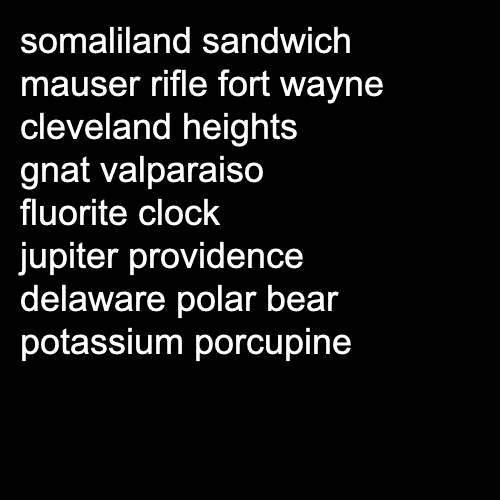 somaliland sandwich
mauser rifle fort wayne
cleveland heights
gnat valparaiso
fluorite clock
jupiter providence
delaware polar bear
potassium porcupine